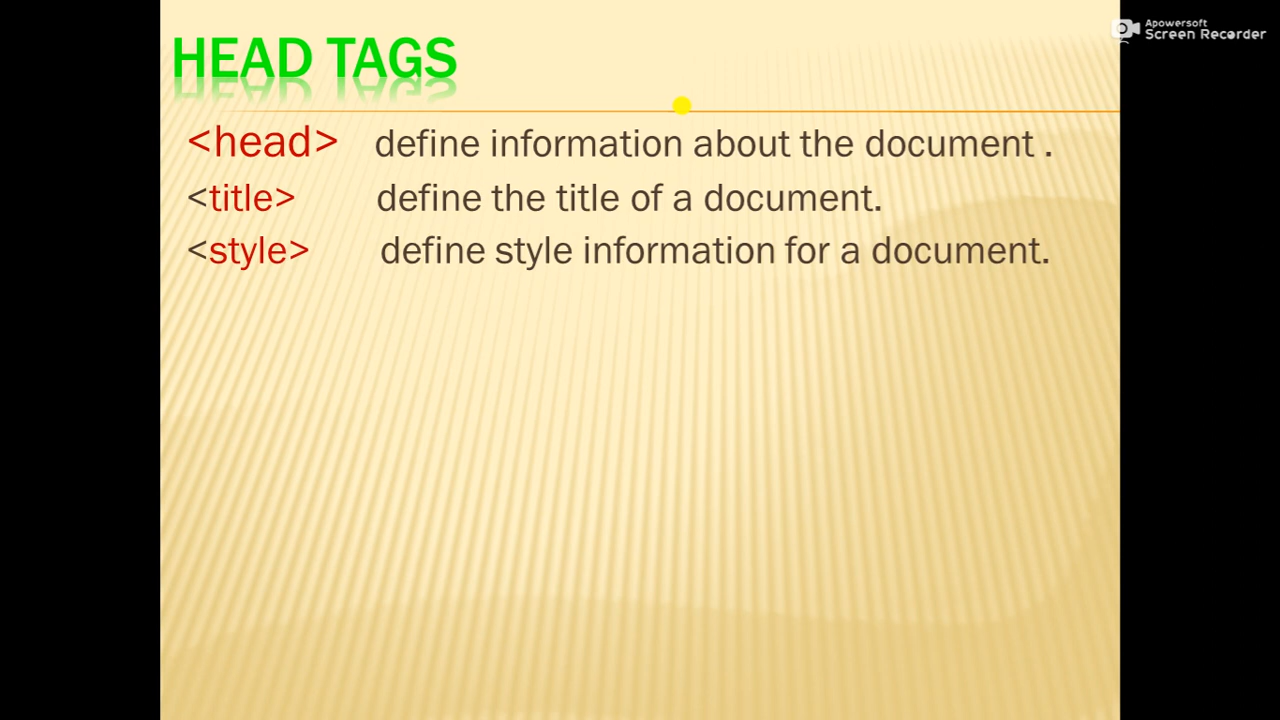 HEAD TAGS
<head> define information about the document .
<title> define the title of a document.
<style> define style information for a document.
Apowersoft
Screen Recorder